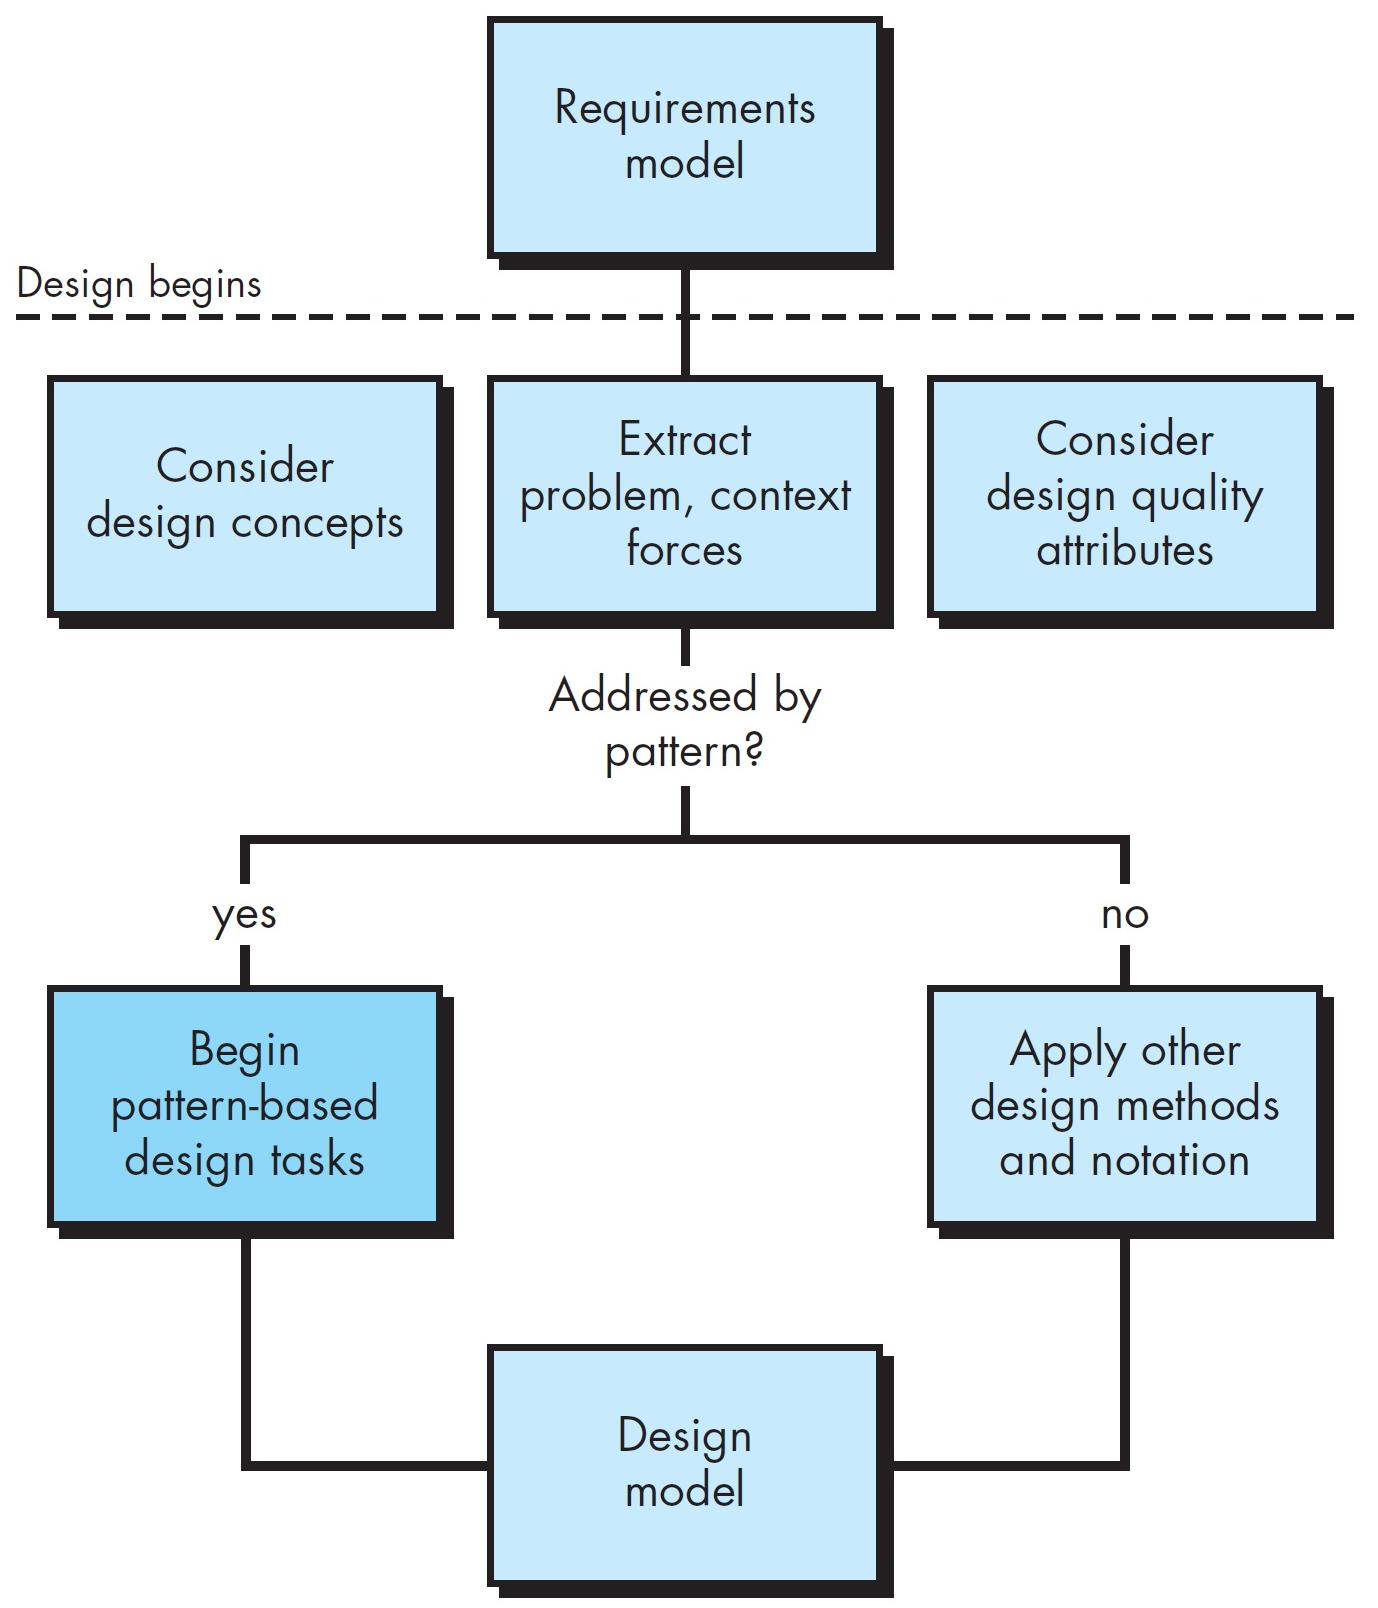 Requirements
model
Design begins
Consider
design concepts
Extract
problem, context
forces
Consider
design quality
attributes
Addressed by
pattern?
yes
no
Begin
pattern-based
design tasks
Apply other
design methods
and notation
Design
model